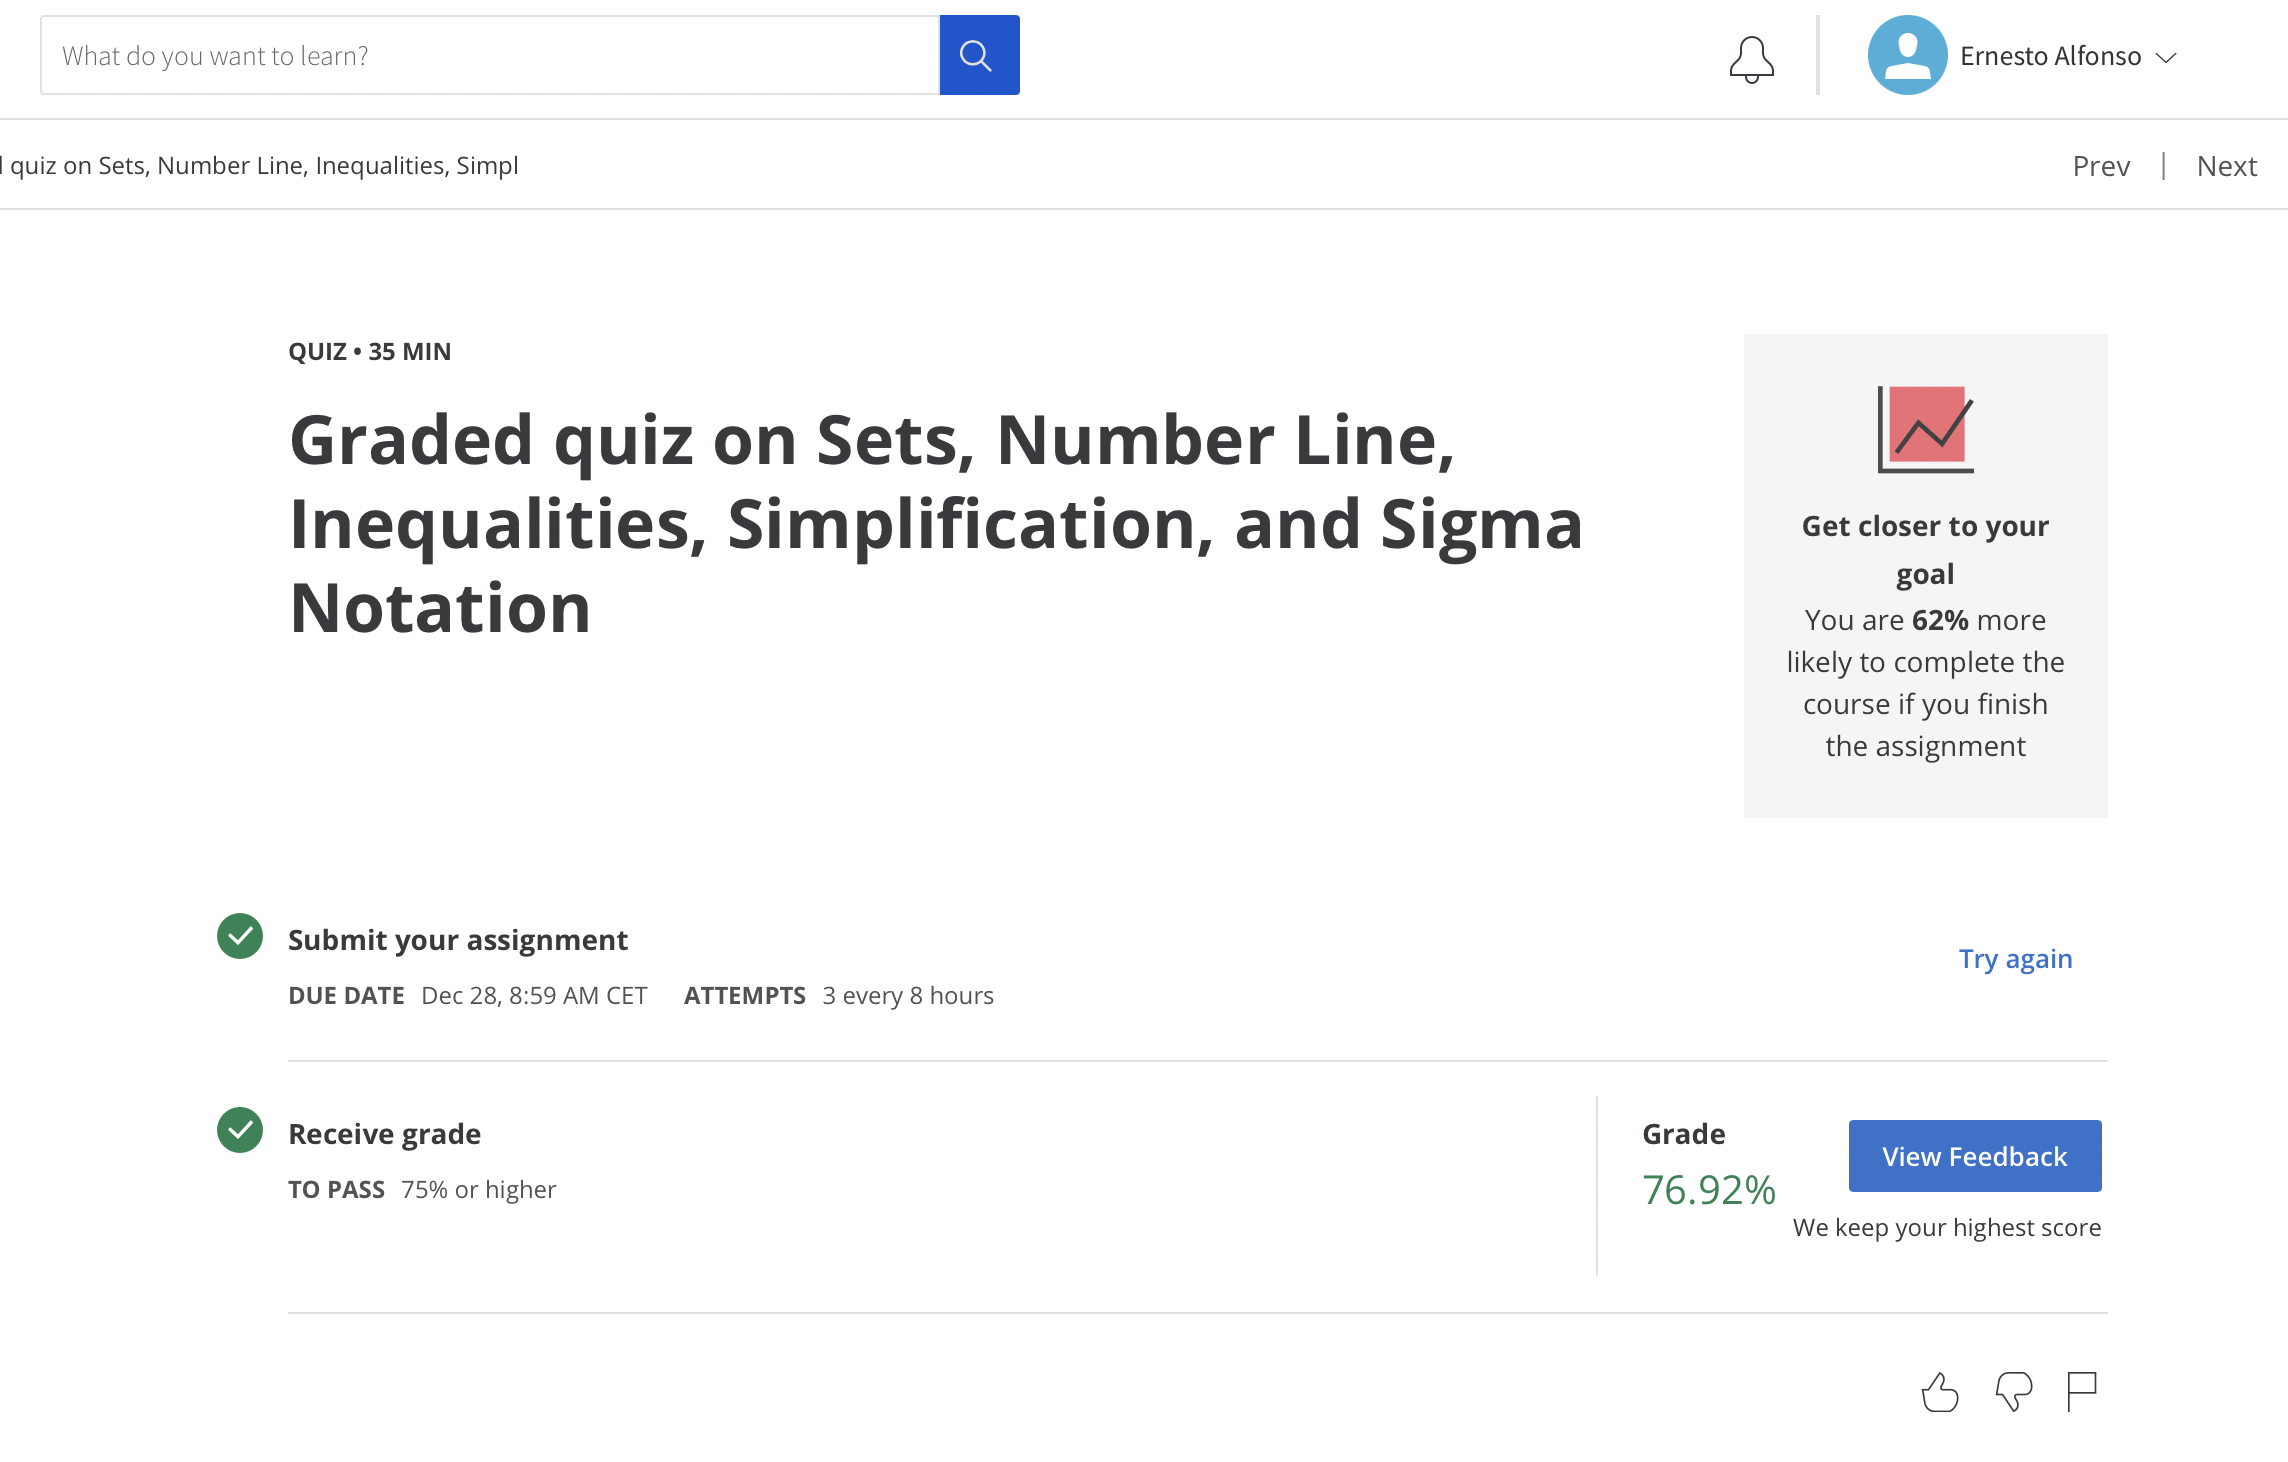 What do you want to learn?
Ernesto Alfonso
quiz on Sets, Number Line, Inequalities, Simpl
Prev | Next
QUIZ • 35 MIN
Graded quiz on Sets, Number Line,
Inequalities, Simplification, and Sigma
Notation
Get closer to your
goal
You are 62% more
likely to complete the
course if you finish
the assignment
Submit your assignment
Try again
DUE DATE Dec 28, 8:59 AM CET ATTEMPTS 3 every 8 hours
Receive grade
TO PASS 75% or higher
Grade
76.92%
View Feedback
We keep your highest score